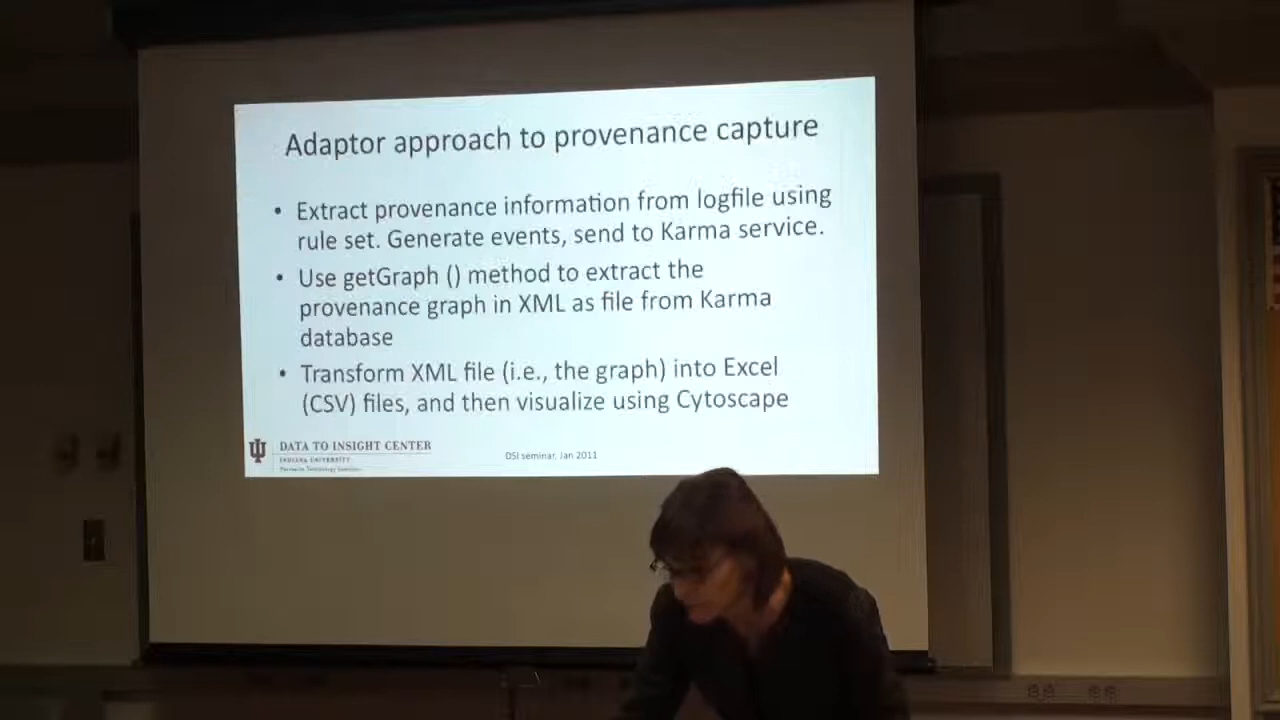 Adaptor approach to provenance capture
• Extract provenance information from logfile using
rule set. Generate events, send to Karma service.
• Use getGraph () method to extract the
provenance graph in XML as file from Karma
database
• Transform XML file (i.e., the graph) into Excel
(CSV) files, and then visualize using Cytoscape
DATA TO INSIGHT CENTER
INDIANA UNIVERSITY
Pervasive Technology Institute
DSI seminar, Jan 2011